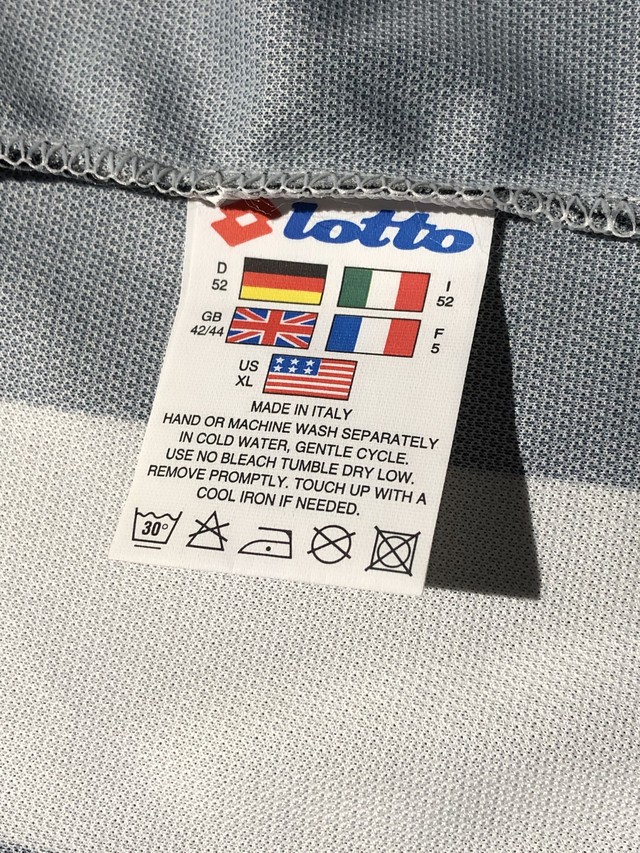 lotto
D
52
I
52
GB
42/44
F
5
US
XL
MADE IN ITALY
HAND OR MACHINE WASH SEPARATELY
IN COLD WATER, GENTLE CYCLE.
USE NO BLEACH TUMBLE DRY LOW.
REMOVE PROMPTLY. TOUCH UP WITH A
COOL IRON IF NEEDED.
30°